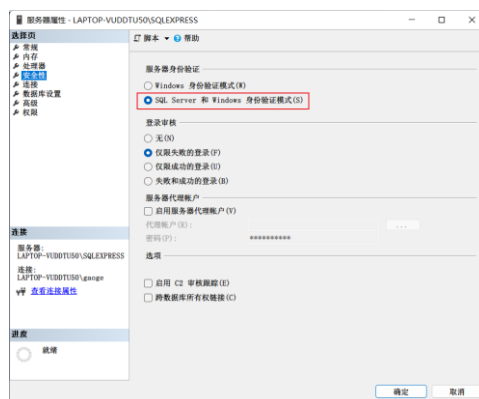 服务器属性 - LAPTOP-VUDDTU50\SQLEXPRESS
选择页
常规
内存
处理器
安全性
连接
数据库设置
高级
权限
脚本 帮助
服务器身份验证
Windows 身份验证模式(W)
SQL Server 和 Windows 身份验证模式(S)
登录审核
无(N)
仅限失败的登录(F)
仅限成功的登录(U)
失败和成功的登录(B)
服务器代理帐户
启用服务器代理帐户(V)
代理帐户(R):
...
密码(P):
**********
选项
启用 C2 审核跟踪(E)
跨数据库所有权链接(C)
连接
服务器:
LAPTOP-VUDDTU50\SQLEXPRESS
连接:
LAPTOP-VUDDTU50\gaoge
查看连接属性
进度
就绪
确定
取消